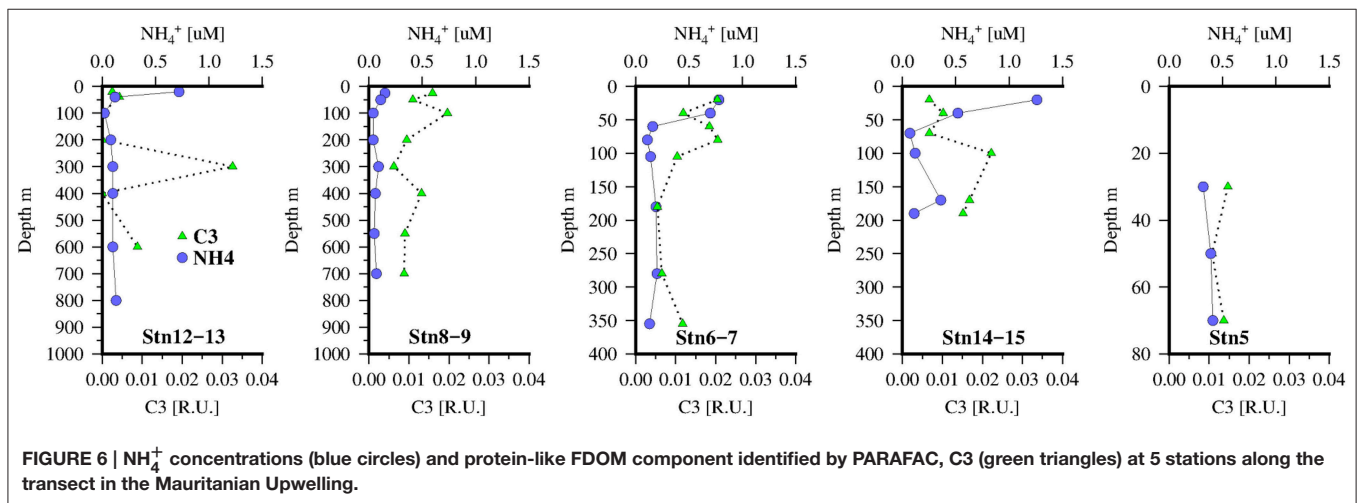 NH₄⁺ [uM] NH₄⁺ [uM] NH₄⁺ [uM] NH₄⁺ [uM] NH₄⁺ [uM]
0.0 0.5 1.0 1.5 0.0 0.5 1.0 1.5 0.0 0.5 1.0 1.5 0.0 0.5 1.0 1.5 0.0 0.5 1.0 1.5
Depth m
0
100
200
300
400
500
600
700
800
900
1000
C3
NH4
Stn12−13
0.00 0.01 0.02 0.03 0.04
C3 [R.U.]
Depth m
0
100
200
300
400
500
600
700
800
900
1000
Stn8−9
0.00 0.01 0.02 0.03 0.04
C3 [R.U.]
Depth m
0
50
100
150
200
250
300
350
400
Stn6−7
0.00 0.01 0.02 0.03 0.04
C3 [R.U.]
Depth m
0
50
100
150
200
250
300
350
400
Stn14−15
0.00 0.01 0.02 0.03 0.04
C3 [R.U.]
Depth m
0
20
40
60
80
Stn5
0.00 0.01 0.02 0.03 0.04
C3 [R.U.]
FIGURE 6 | NH₄⁺ concentrations (blue circles) and protein-like FDOM component identified by PARAFAC, C3 (green triangles) at 5 stations along the
transect in the Mauritanian Upwelling.